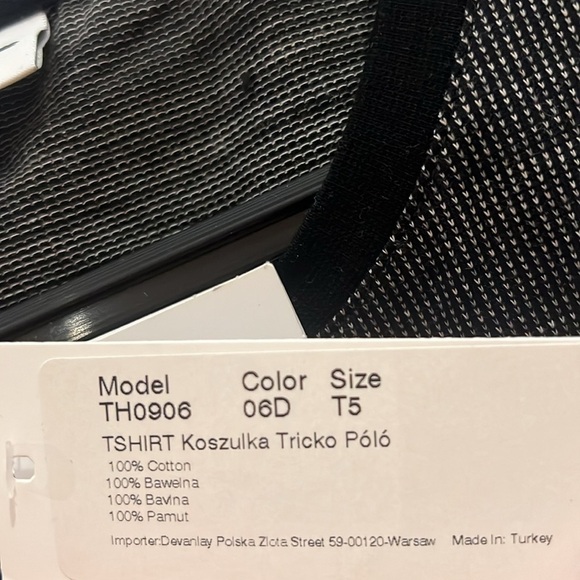 Model Color Size
TH0906 06D T5
TSHIRT Koszulka Tricko Póló
100% Cotton
100% Bawelna
100% Bavlna
100% Pamut
Importer:Devanlay Polska Zlota Street 59-00120-Warsaw Made In: Turkey